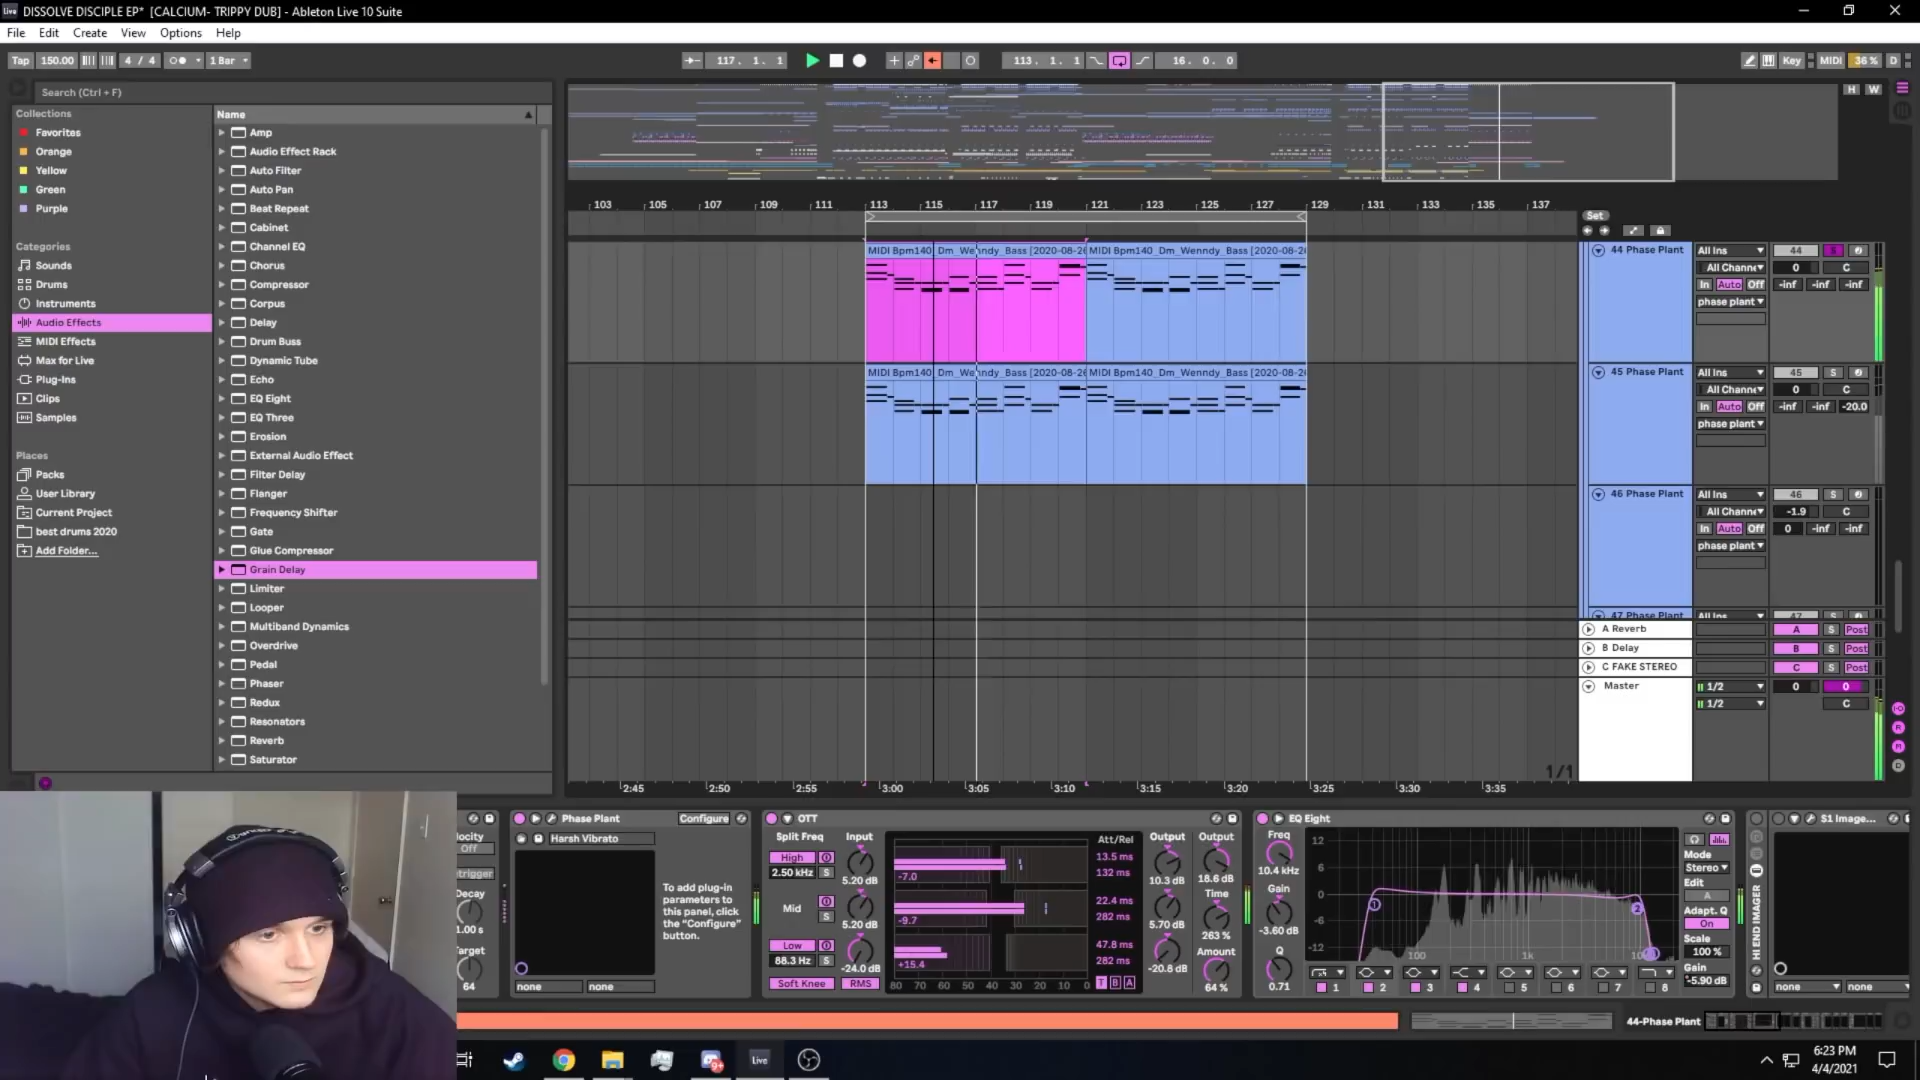 DISSOLVE DISCIPLE EP* [CALCIUM- TRIPPY DUB] - Ableton Live 10 Suite
File Edit Create View Options Help
Tap 150.00 4 / 4 1 Bar 117. 1. 1 113. 1. 1 16. 0. 0 Key MIDI 36 % D
Search (Ctrl + F)
H W
Collections
Favorites
Orange
Yellow
Green
Purple
Categories
Sounds
Drums
Instruments
Audio Effects
MIDI Effects
Max for Live
Plug-Ins
Clips
Samples
Places
Packs
User Library
Current Project
best drums 2020
Add Folder...
Name
Amp
Audio Effect Rack
Auto Filter
Auto Pan
Beat Repeat
Cabinet
Channel EQ
Chorus
Compressor
Corpus
Delay
Drum Buss
Dynamic Tube
Echo
EQ Eight
EQ Three
Erosion
External Audio Effect
Filter Delay
Flanger
Frequency Shifter
Gate
Glue Compressor
Grain Delay
Limiter
Looper
Multiband Dynamics
Overdrive
Pedal
Phaser
Redux
Resonators
Reverb
Saturator
103 105 107 109 111 113 115 117 119 121 123 125 127 129 131 133 135 137
Set
MIDI Bpm140_Dm_Wenndy_Bass [2020-08-26 MIDI Bpm140_Dm_Wenndy_Bass [2020-08-26
MIDI Bpm140_Dm_Wenndy_Bass [2020-08-26 MIDI Bpm140_Dm_Wenndy_Bass [2020-08-26
44 Phase Plant All Ins 44 S
All Channe 0 C
In Auto Off -inf -inf -inf
phase plant
45 Phase Plant All Ins 45 S
All Channe 0 C
In Auto Off -inf -inf -20.0
phase plant
46 Phase Plant All Ins 46 S
All Channe -1.9 C
In Auto Off 0 -inf -inf
phase plant
47 Phase Plant All Ins 47
A Reverb A S Post
B Delay B S Post
C FAKE STEREO C S Post
Master 1/2 0 0
1/2 C
1/1
2:45 2:50 2:55 3:00 3:05 3:10 3:15 3:20 3:25 3:30 3:35
Off
Decay
1.00 s
Target
64
Phase Plant Configure
Harsh Vibrato
To add plug-in
parameters to
this panel, click
the "Configure"
button.
none none
OTT
Split Freq Input Att/Rel Output Output
High 2.50 kHz S 5.20 dB -7.0 13.5 ms 132 ms 10.3 dB 18.6 dB
Mid S 5.20 dB -9.7 22.4 ms 282 ms 5.70 dB Time 263 %
Low 88.3 Hz S -24.0 dB +15.4 47.8 ms 282 ms -20.8 dB Amount 64 %
Soft Knee RMS 80 70 60 50 40 30 20 10 0 T B A
EQ Eight
Freq
10.4 kHz
Gain
-3.60 dB
Q
0.71
12
6
0
-6
-12
100 1k
1 2 3 4 5 6 7 8
Mode
Stereo
Edit
A
Adapt. Q
On
Scale
100 %
Gain
-5.90 dB
HI END IMAGER
S1 Image...
none none
44-Phase Plant
Live
6:23 PM
4/4/2021